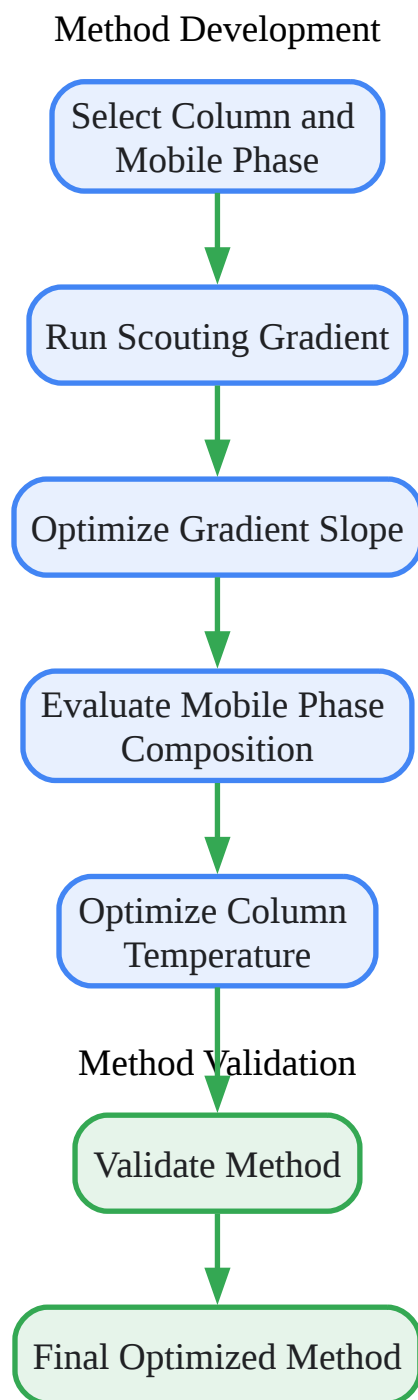 Method Development
Select Column and
Mobile Phase
Run Scouting Gradient
Optimize Gradient Slope
Evaluate Mobile Phase
Composition
Optimize Column
Temperature
Method Validation
Validate Method
Final Optimized Method